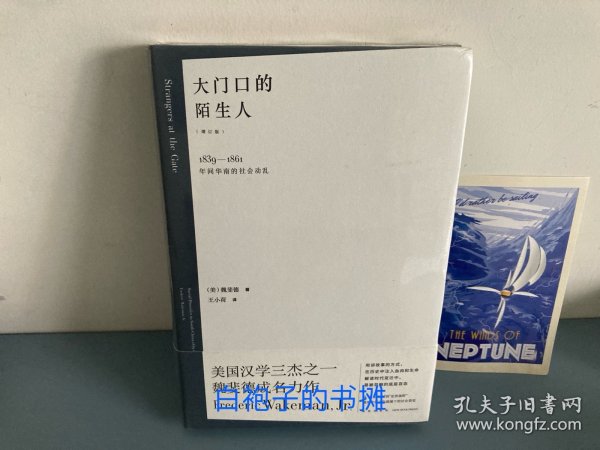 Strangers at the Gate
大门口的
陌生人
（增订版）
1839—1861
年间华南的社会动乱
（美）魏斐德 著
王小荷 译
美国汉学三杰之一
魏斐德成名力作
Frederic Wakeman, Jr.
白袍子的书摊
I'd rather be sailing
THE WINDS OF
NEPTUNE
孔夫子旧书网
www.kongfz.com